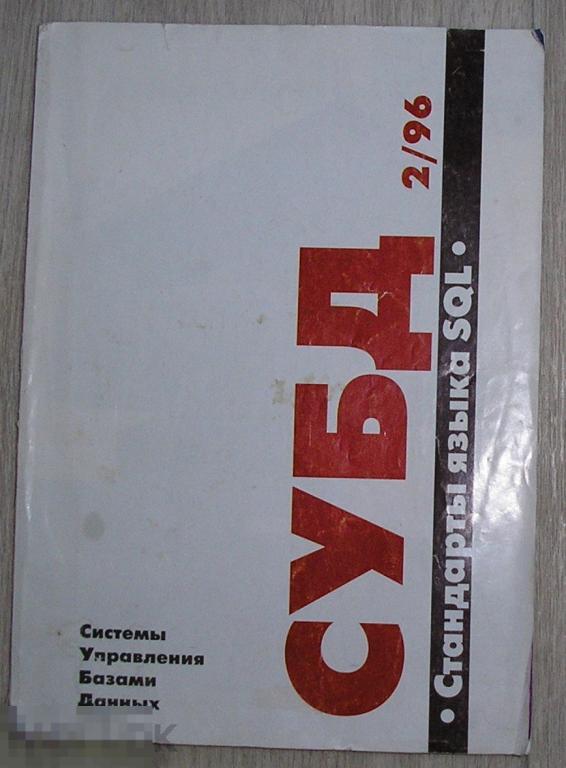 СУБД 2/96
• Стандарты языка SQL •
Системы
Управления
Базами
Данных